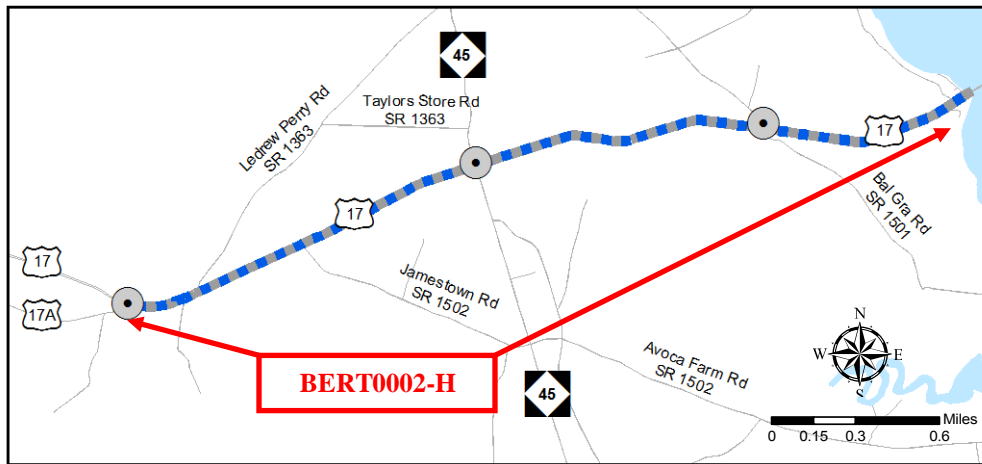 45
Taylors Store Rd
SR 1363
Ledrew Perry Rd
SR 1363
17
17
Bal Gra Rd
SR 1501
17
17A
Jamestown Rd
SR 1502
Avoca Farm Rd
SR 1502
BERT0002-H
45
N
W
E
S
Miles
0
0.15
0.3
0.6